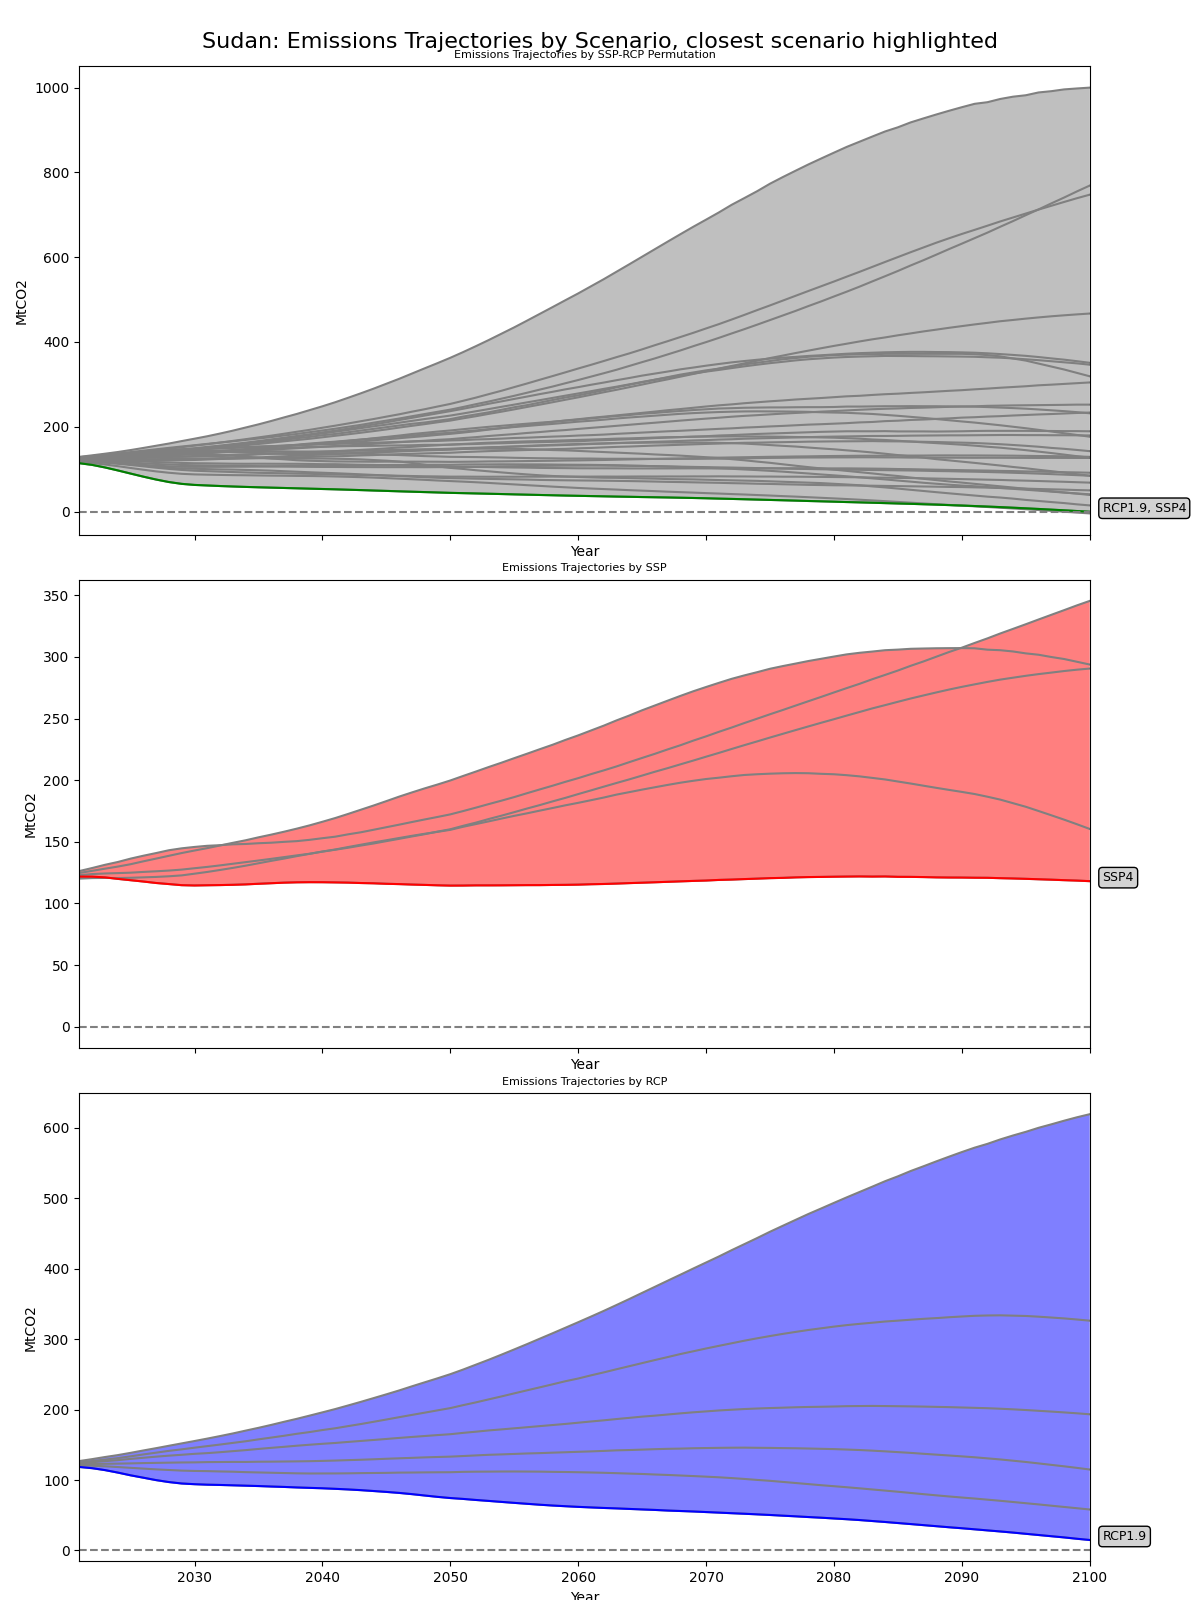 Sudan: Emissions Trajectories by Scenario, closest scenario highlighted
Emissions Trajectories by SSP-RCP Permutation
1000
800
600
400
200
0
MtCO2
RCP1.9, SSP4
Year
Emissions Trajectories by SSP
350
300
250
200
150
100
50
0
MtCO2
SSP4
Year
Emissions Trajectories by RCP
600
500
400
300
200
100
0
MtCO2
RCP1.9
2030 2040 2050 2060 2070 2080 2090 2100
Year